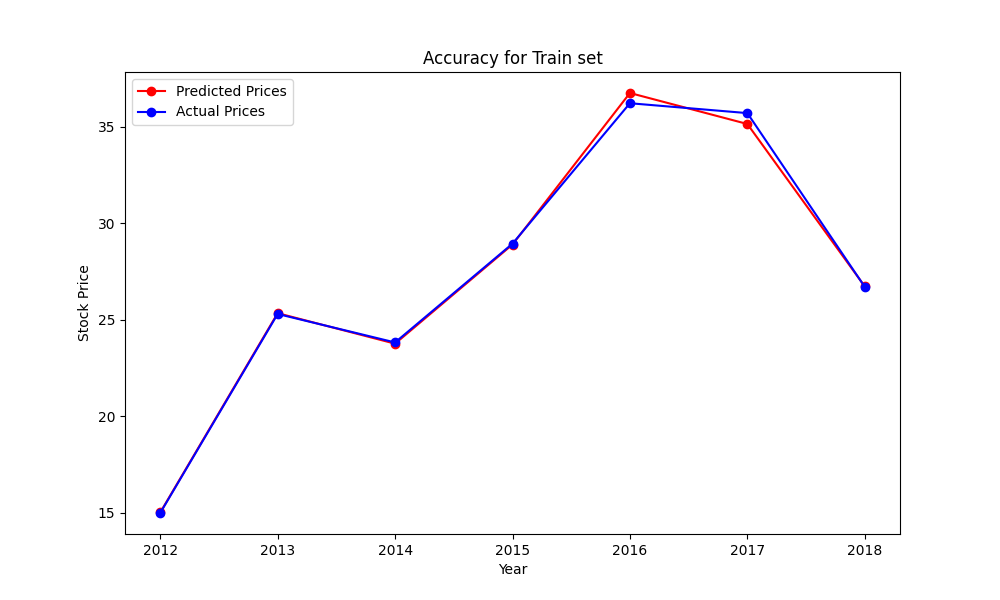 Accuracy for Train set
Predicted Prices
Actual Prices
Stock Price
35
30
25
20
15
2012 2013 2014 2015 2016 2017 2018
Year